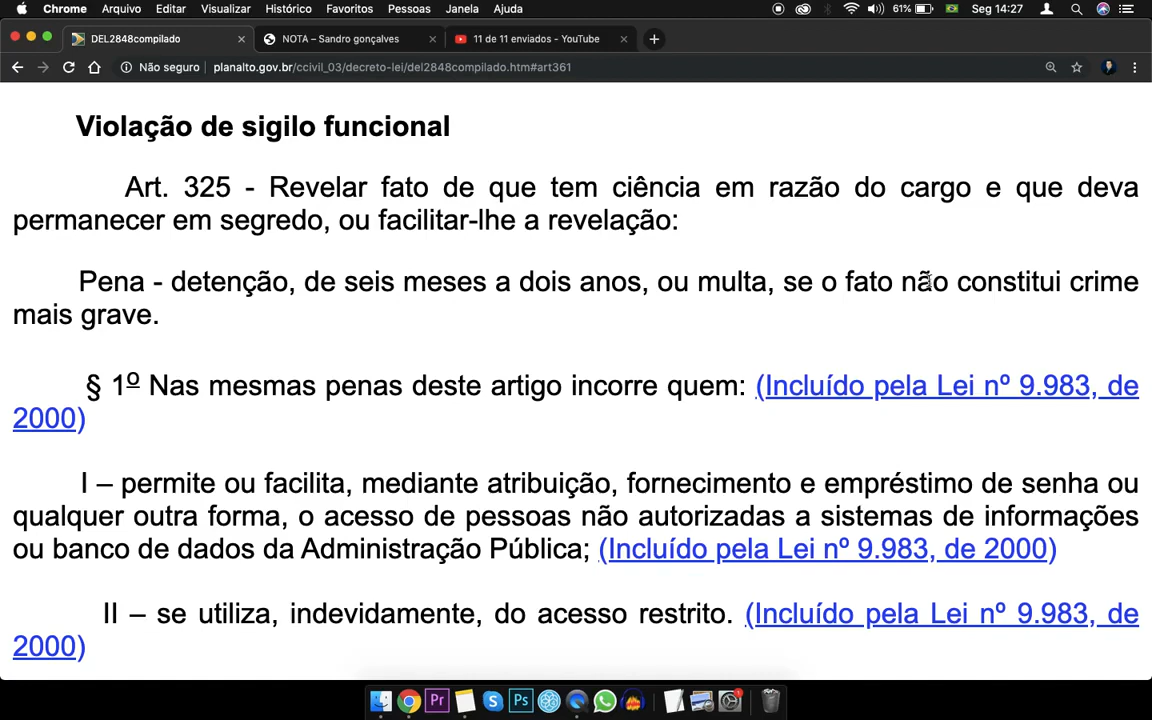 Chrome Arquivo Editar Visualizar Histórico Favoritos Pessoas Janela Ajuda 61% Seg 14:27
DEL2848compilado NOTA – Sandro gonçalves 11 de 11 enviados - YouTube
Não seguro planalto.gov.br/ccivil_03/decreto-lei/del2848compilado.htm#art361
Violação de sigilo funcional
Art. 325 - Revelar fato de que tem ciência em razão do cargo e que deva
permanecer em segredo, ou facilitar-lhe a revelação:
Pena - detenção, de seis meses a dois anos, ou multa, se o fato não constitui crime
mais grave.
§ 1º Nas mesmas penas deste artigo incorre quem: (Incluído pela Lei nº 9.983, de
2000)
I – permite ou facilita, mediante atribuição, fornecimento e empréstimo de senha ou
qualquer outra forma, o acesso de pessoas não autorizadas a sistemas de informações
ou banco de dados da Administração Pública; (Incluído pela Lei nº 9.983, de 2000)
II – se utiliza, indevidamente, do acesso restrito. (Incluído pela Lei nº 9.983, de
2000)
Pr Ps